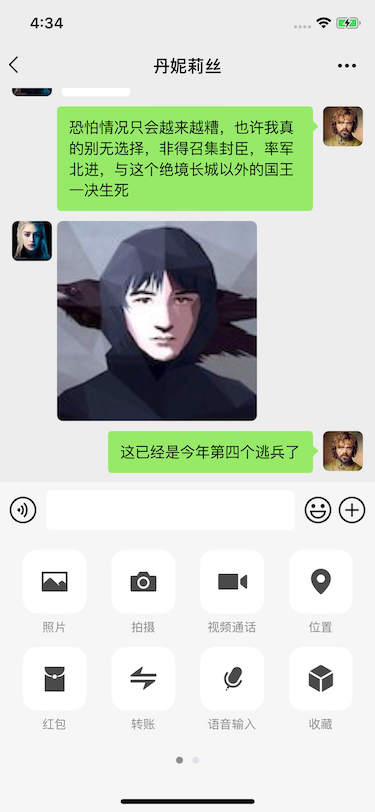 4:34
丹妮莉丝
恐怕情况只会越来越糟，也许我真
的别无选择，非得召集封臣，率军
北进，与这个绝境长城以外的国王
一决生死
这已经是今年第四个逃兵了
照片
拍摄
视频通话
位置
红包
转账
语音输入
收藏